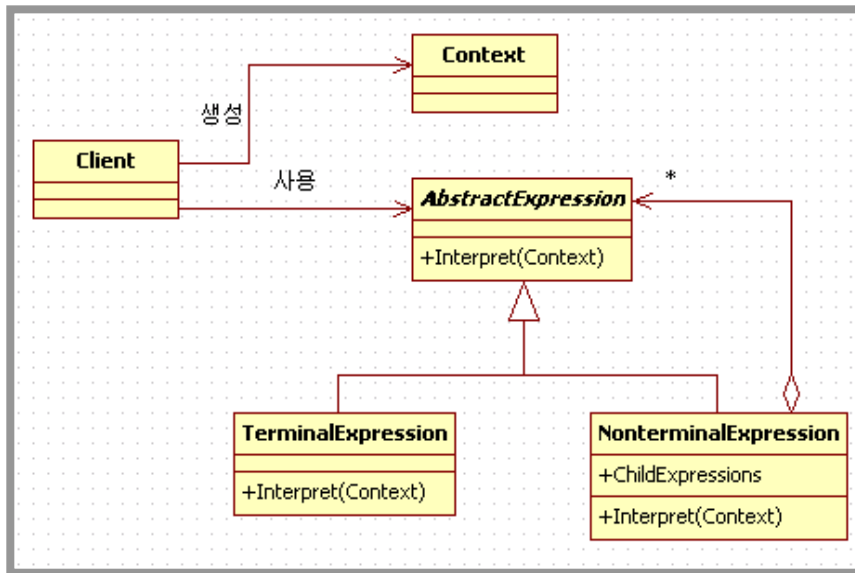 Context
생성
Client
사용
*
AbstractExpression
+Interpret(Context)
TerminalExpression
+Interpret(Context)
NonterminalExpression
+ChildExpressions
+Interpret(Context)